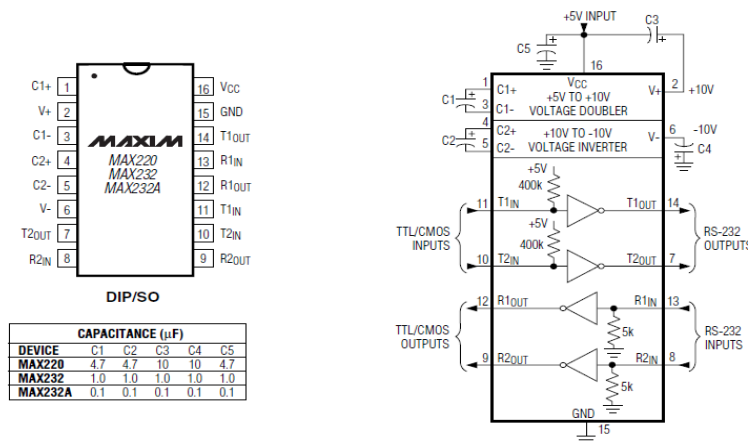 C1+ 1
V+ 2
C1- 3
C2+ 4
C2- 5
V- 6
T2OUT 7
R2IN 8
MAXIM
MAX220
MAX232
MAX232A
16 VCC
15 GND
14 T1OUT
13 R1IN
12 R1OUT
11 T1IN
10 T2IN
9 R2OUT
DIP/SO
CAPACITANCE (μF)
DEVICE C1 C2 C3 C4 C5
MAX220 4.7 4.7 10 10 4.7
MAX232 1.0 1.0 1.0 1.0 1.0
MAX232A 0.1 0.1 0.1 0.1 0.1
+5V INPUT
C3
C5 +
+
16
VCC
1 C1+
C1 +
3 C1-
+5V TO +10V
VOLTAGE DOUBLER
V+ 2 +10V
4 C2+
C2 +
5 C2-
+10V TO -10V
VOLTAGE INVERTER
V- 6 -10V
C4
+
+5V
400k
11 T1IN
T1OUT 14
+5V
400k
TTL/CMOS
INPUTS
RS-232
OUTPUTS
10 T2IN
T2OUT 7
12 R1OUT
R1IN 13
5k
TTL/CMOS
OUTPUTS
RS-232
INPUTS
9 R2OUT
R2IN 8
5k
GND
15